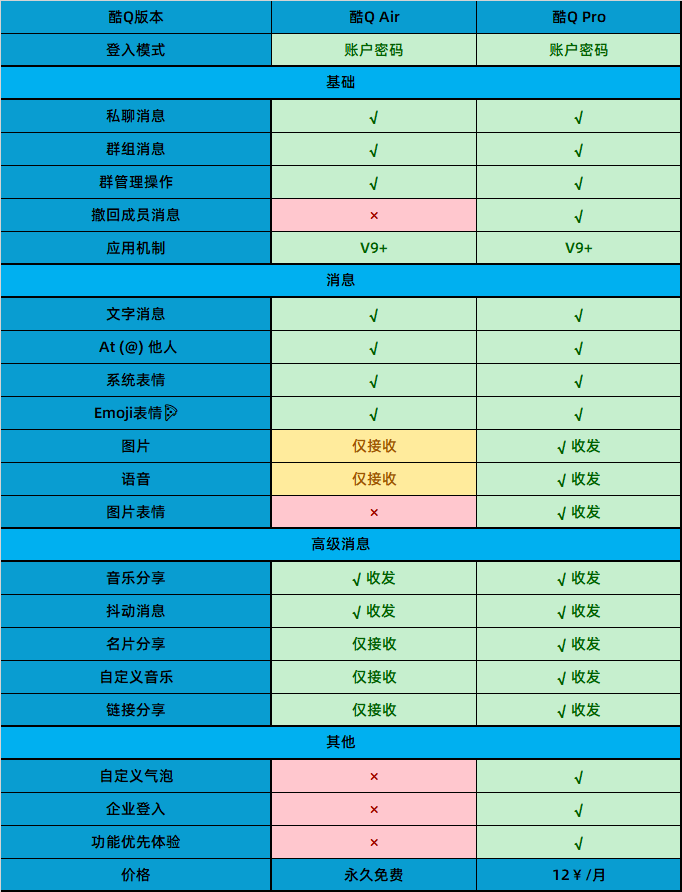 酷Q版本 酷Q Air 酷Q Pro
登入模式 账户密码 账户密码
基础
私聊消息 √ √
群组消息 √ √
群管理操作 √ √
撤回成员消息 × √
应用机制 V9+ V9+
消息
文字消息 √ √
At (@) 他人 √ √
系统表情 √ √
Emoji表情🍕 √ √
图片 仅接收 √ 收发
语音 仅接收 √ 收发
图片表情 × √ 收发
高级消息
音乐分享 √ 收发 √ 收发
抖动消息 √ 收发 √ 收发
名片分享 仅接收 √ 收发
自定义音乐 仅接收 √ 收发
链接分享 仅接收 √ 收发
其他
自定义气泡 × √
企业登入 × √
功能优先体验 × √
价格 永久免费 12￥/月